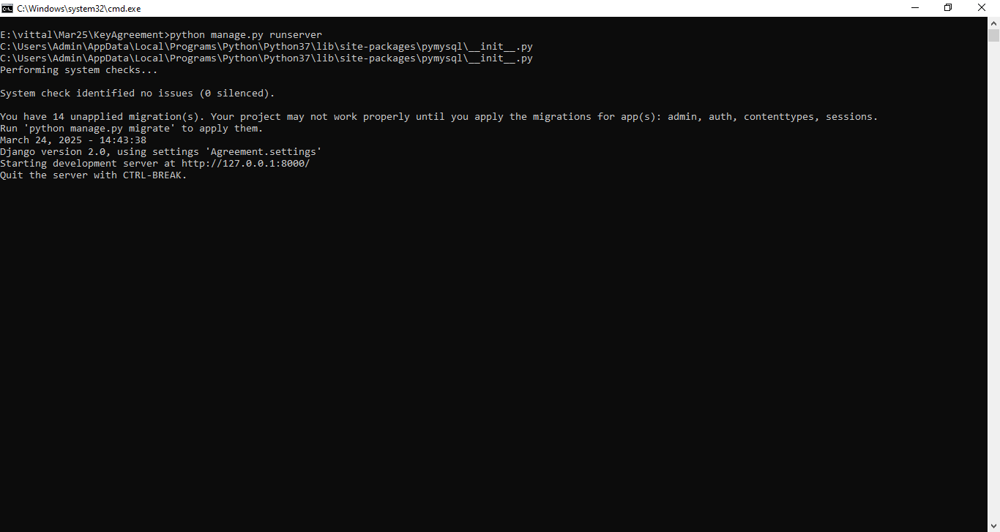 C:\Windows\system32\cmd.exe
E:\vittal\Mar25\KeyAgreement>python manage.py runserver
C:\Users\Admin\AppData\Local\Programs\Python\Python37\lib\site-packages\pymysql\__init__.py
C:\Users\Admin\AppData\Local\Programs\Python\Python37\lib\site-packages\pymysql\__init__.py
Performing system checks...
System check identified no issues (0 silenced).
You have 14 unapplied migration(s). Your project may not work properly until you apply the migrations for app(s): admin, auth, contenttypes, sessions.
Run 'python manage.py migrate' to apply them.
March 24, 2025 - 14:43:38
Django version 2.0, using settings 'Agreement.settings'
Starting development server at http://127.0.0.1:8000/
Quit the server with CTRL-BREAK.